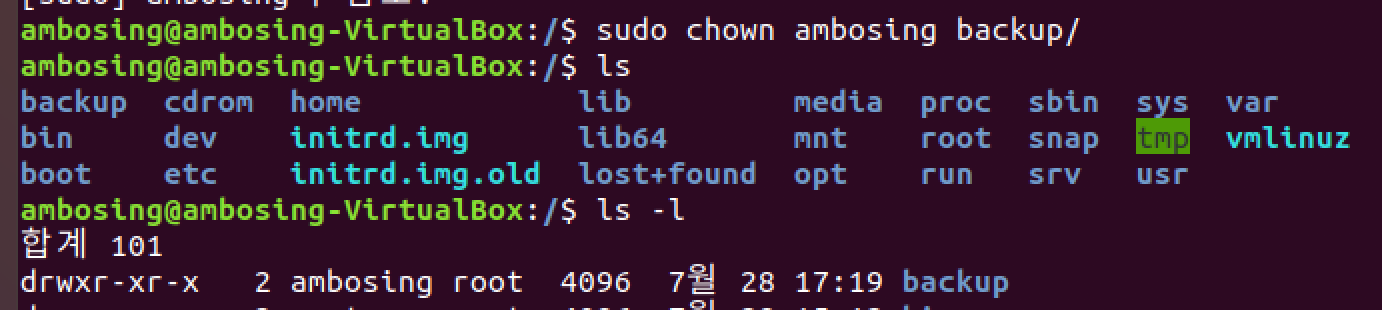 ambosing@ambosing-VirtualBox:/$ sudo chown ambosing backup/
ambosing@ambosing-VirtualBox:/$ ls
backup cdrom home lib media proc sbin sys var
bin dev initrd.img lib64 mnt root snap tmp vmlinuz
boot etc initrd.img.old lost+found opt run srv usr
ambosing@ambosing-VirtualBox:/$ ls -l
합계 101
drwxr-xr-x 2 ambosing root 4096 7월 28 17:19 backup